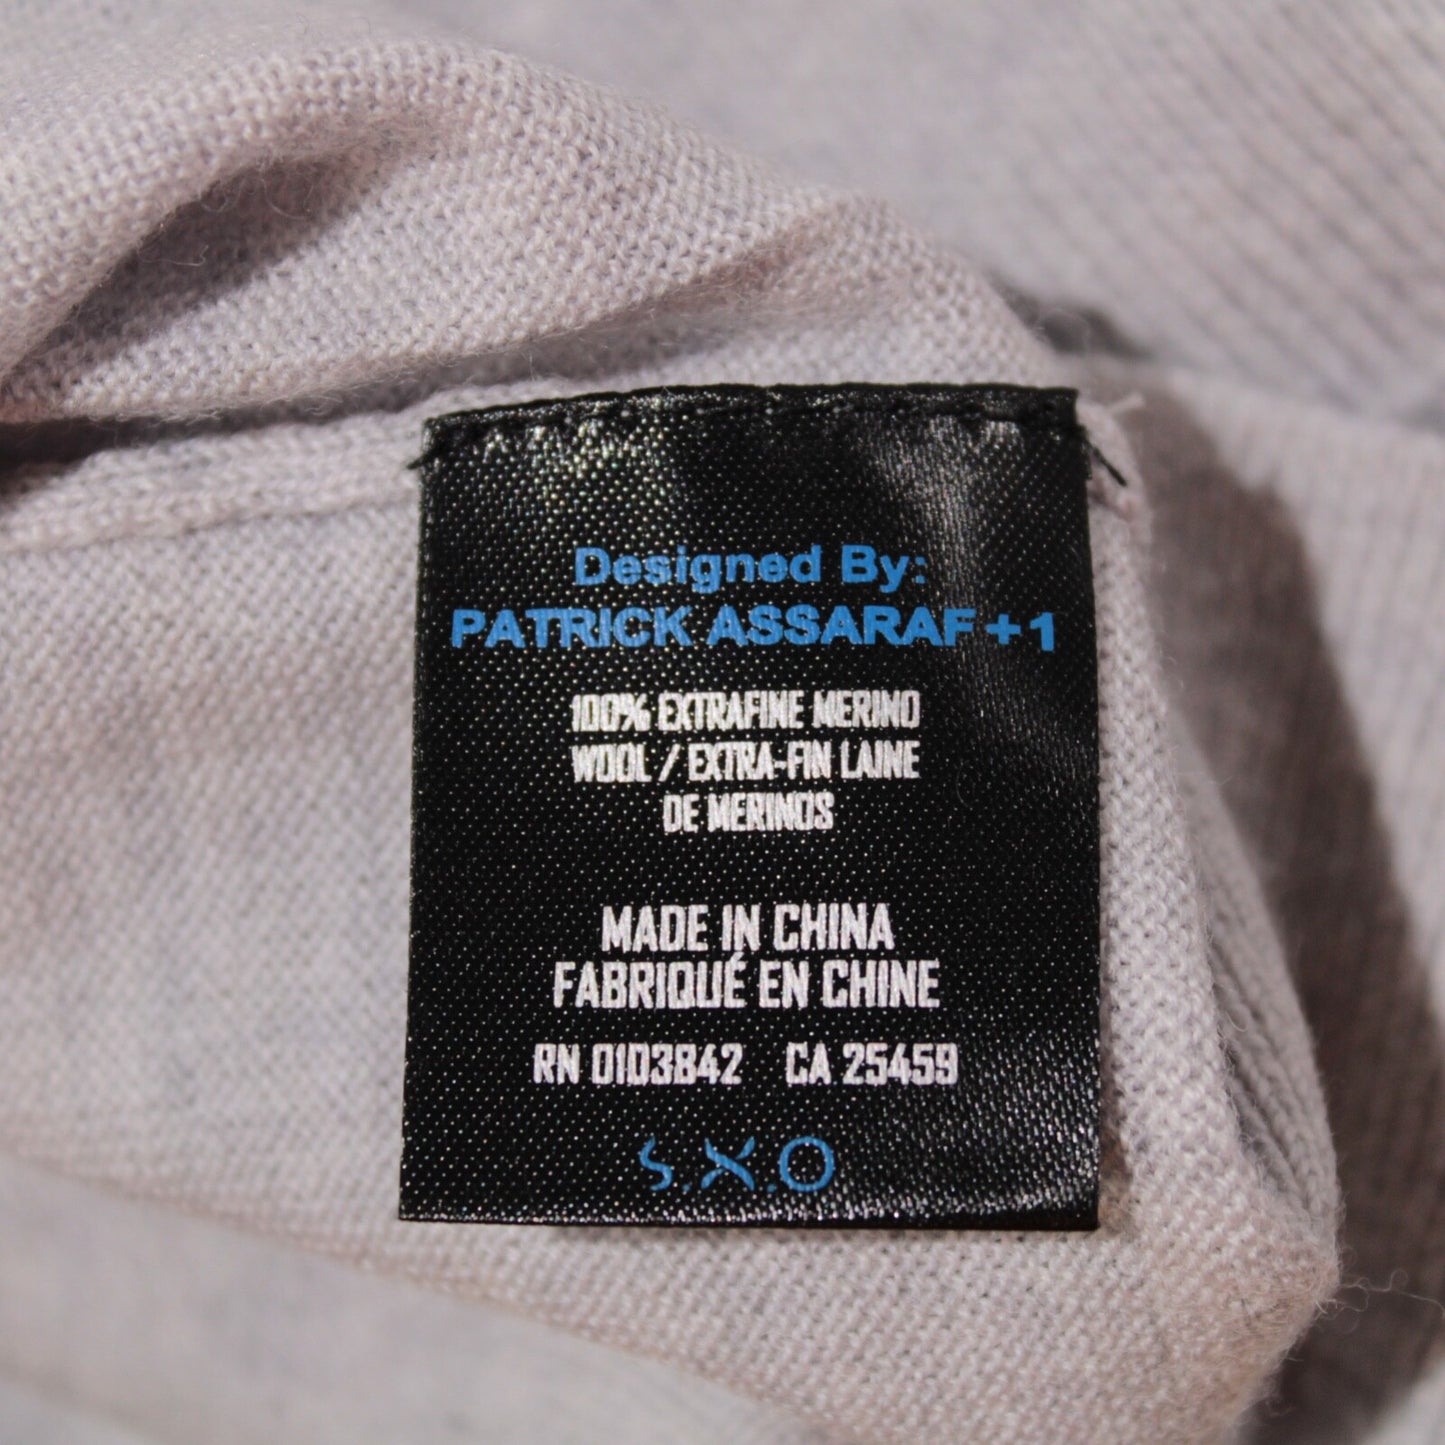 Designed By:
PATRICK ASSARAF + 1
100% EXTRAFINE MERINO
WOOL / EXTRA-FIN LAINE
DE MERINOS
MADE IN CHINA
FABRIQUÉ EN CHINE
RN 0103842 CA 25459